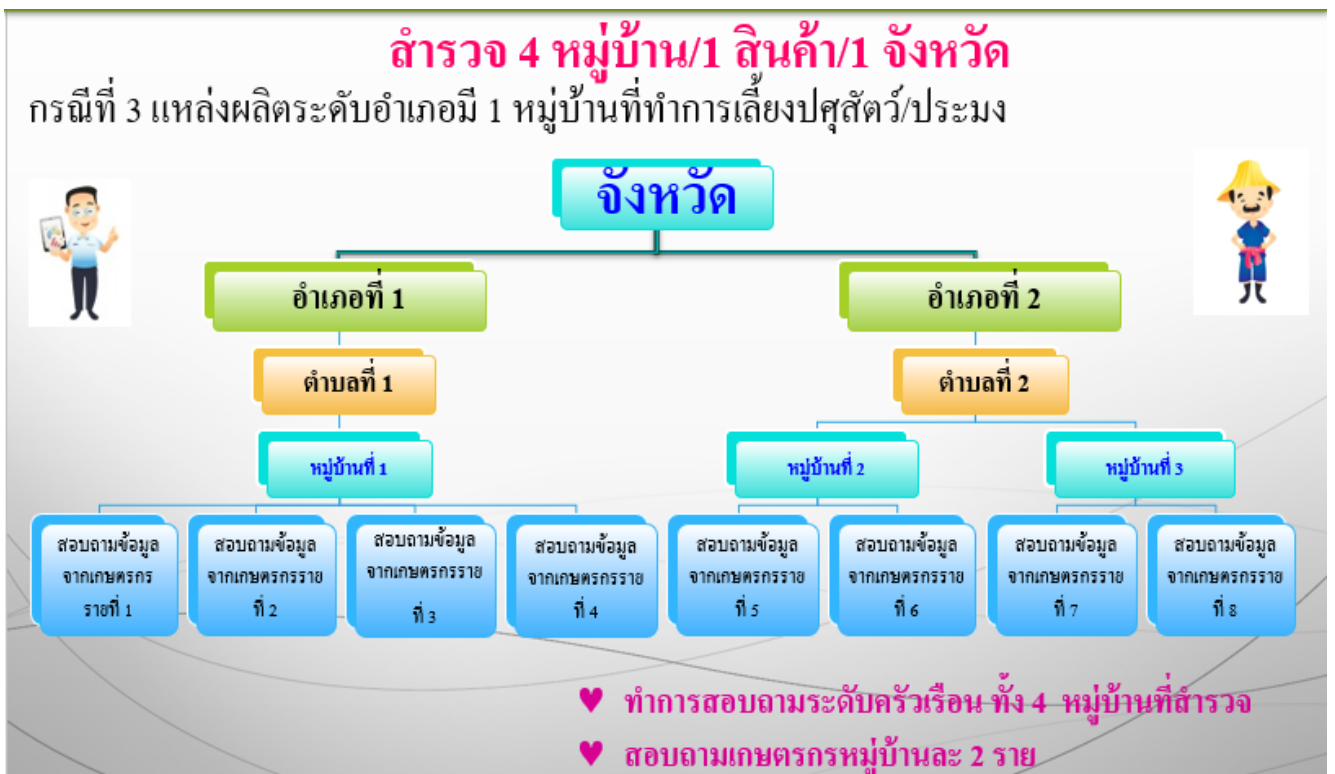 สำรวจ 4 หมู่บ้าน/1 สินค้า/1 จังหวัด
กรณีที่ 3 แหล่งผลิตระดับอำเภอมี 1 หมู่บ้านที่ทำการเลี้ยงปศุสัตว์/ประมง
จังหวัด
อำเภอที่ 1
อำเภอที่ 2
ตำบลที่ 1
ตำบลที่ 2
หมู่บ้านที่ 1
หมู่บ้านที่ 2
หมู่บ้านที่ 3
สอบถามข้อมูล
จากเกษตรกร
รายที่ 1
สอบถามข้อมูล
จากเกษตรกรราย
ที่ 2
สอบถามข้อมูล
จากเกษตรกรราย
ที่ 3
สอบถามข้อมูล
จากเกษตรกรราย
ที่ 4
สอบถามข้อมูล
จากเกษตรกรราย
ที่ 5
สอบถามข้อมูล
จากเกษตรกรราย
ที่ 6
สอบถามข้อมูล
จากเกษตรกรราย
ที่ 7
สอบถามข้อมูล
จากเกษตรกรราย
ที่ 8
♥ ทำการสอบถามระดับครัวเรือน ทั้ง 4 หมู่บ้านที่สำรวจ
♥ สอบถามเกษตรกรหมู่บ้านละ 2 ราย